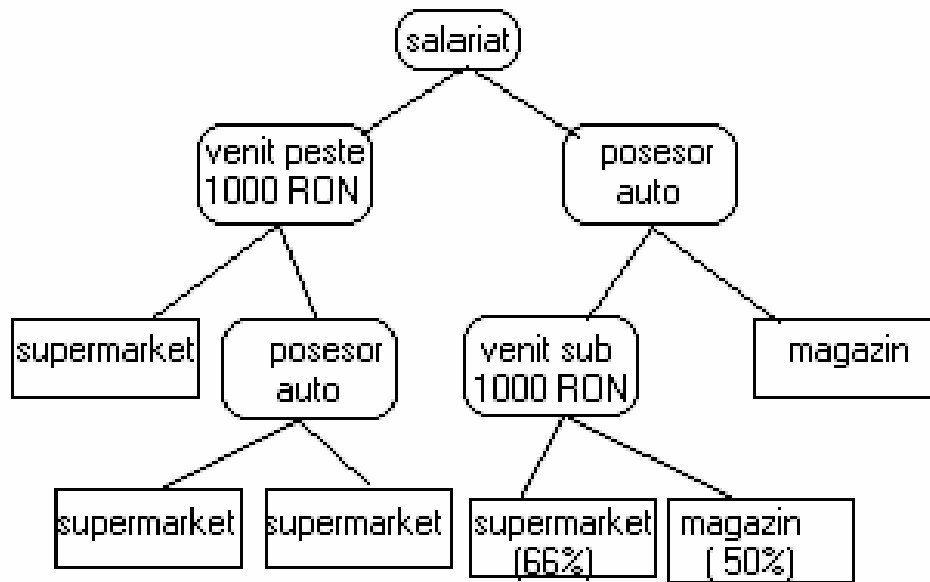 salariat
venit peste
1000 RON
posesor
auto
supermarket
posesor
auto
venit sub
1000 RON
magazin
supermarket
supermarket
supermarket
(66%)
magazin
( 50%)